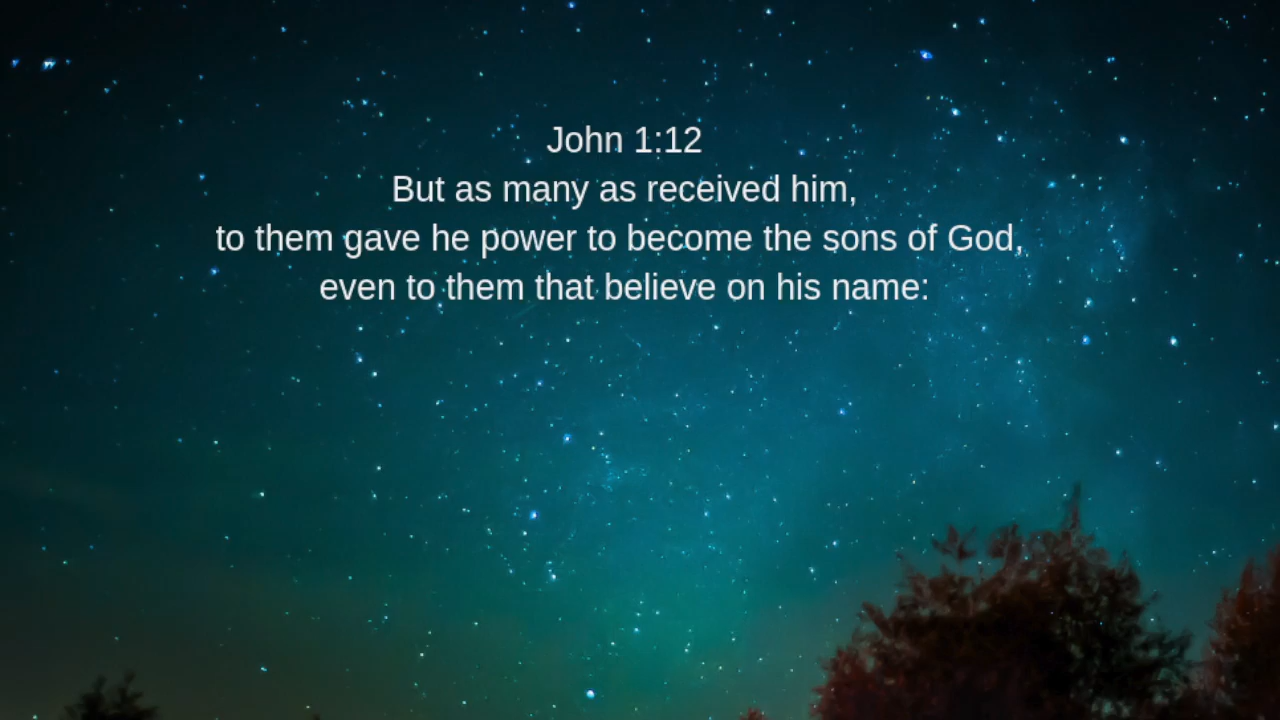 John 1:12
But as many as received him,
to them gave he power to become the sons of God,
even to them that believe on his name: